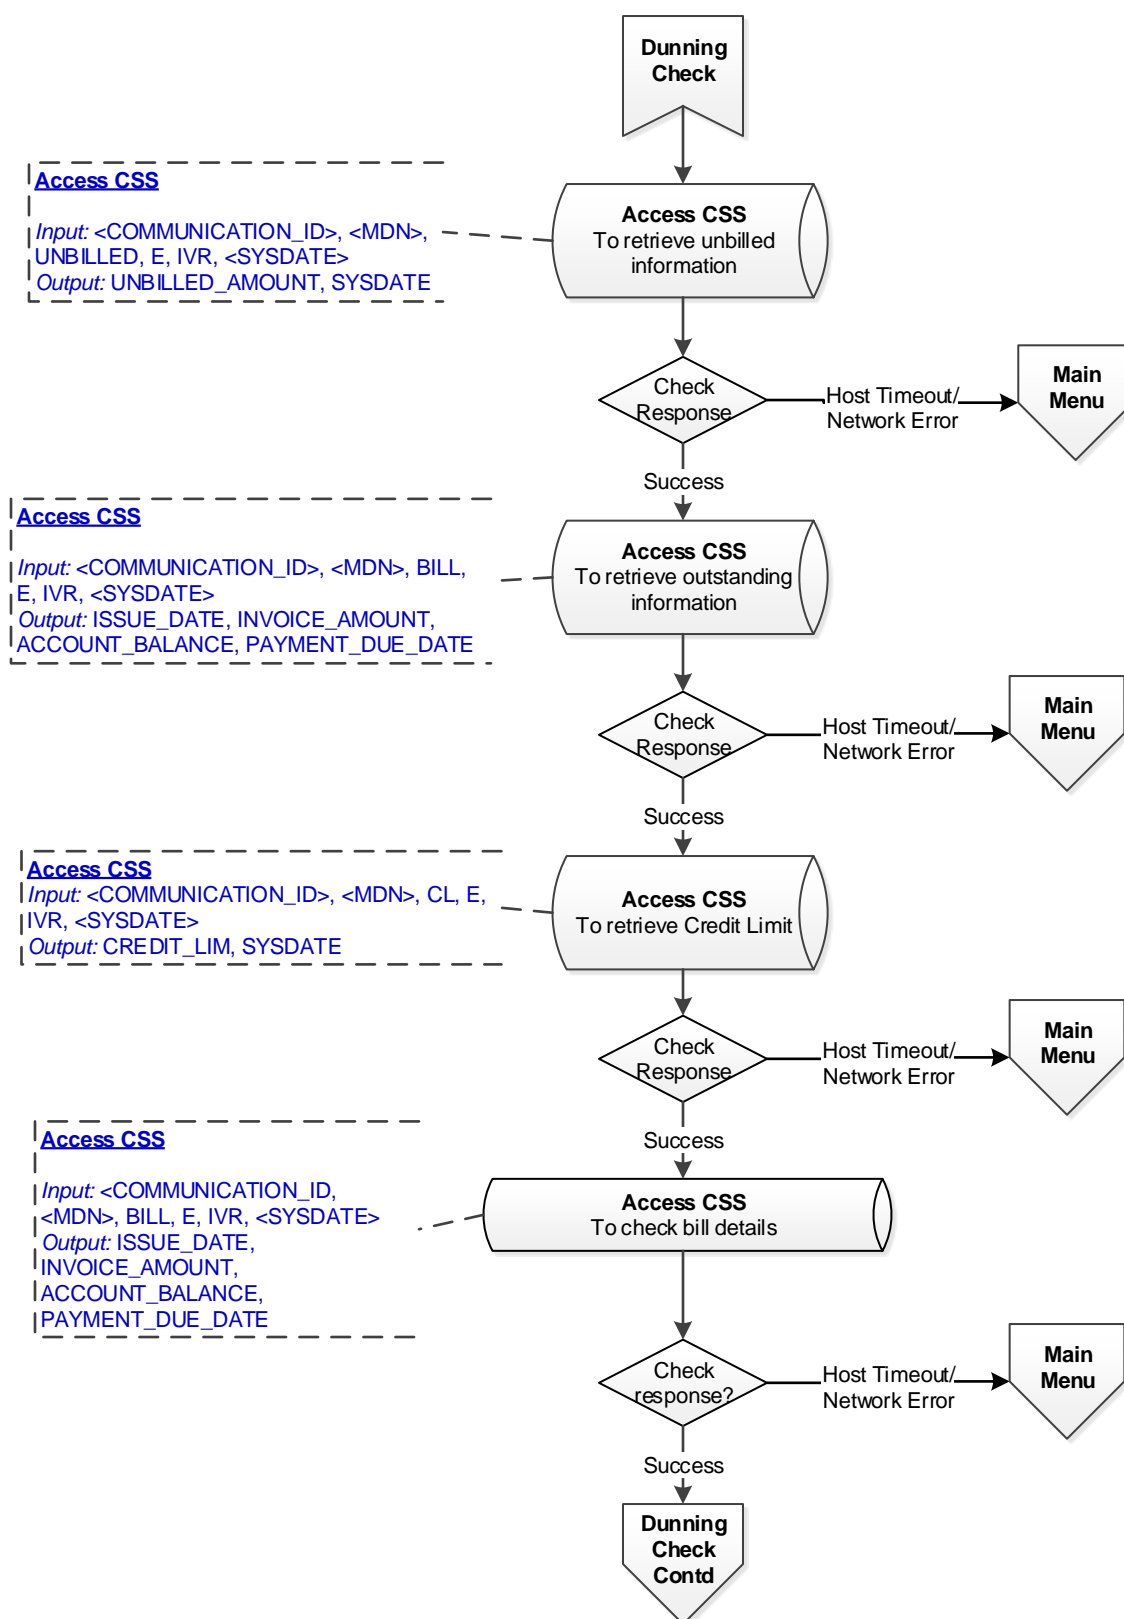 Dunning
Check
Access CSS
Input: <COMMUNICATION_ID>, <MDN>,
UNBILLED, E, IVR, <SYSDATE>
Output: UNBILLED_AMOUNT, SYSDATE
Access CSS
To retrieve unbilled
information
Check
Response
Host Timeout/
Network Error
Main
Menu
Success
Access CSS
Input: <COMMUNICATION_ID>, <MDN>, BILL,
E, IVR, <SYSDATE>
Output: ISSUE_DATE, INVOICE_AMOUNT,
ACCOUNT_BALANCE, PAYMENT_DUE_DATE
Access CSS
To retrieve outstanding
information
Check
Response
Host Timeout/
Network Error
Main
Menu
Success
Access CSS
Input: <COMMUNICATION_ID>, <MDN>, CL, E,
IVR, <SYSDATE>
Output: CREDIT_LIM, SYSDATE
Access CSS
To retrieve Credit Limit
Check
Response
Host Timeout/
Network Error
Main
Menu
Success
Access CSS
Input: <COMMUNICATION_ID,
<MDN>, BILL, E, IVR, <SYSDATE>
Output: ISSUE_DATE,
INVOICE_AMOUNT,
ACCOUNT_BALANCE,
PAYMENT_DUE_DATE
Access CSS
To check bill details
Check
response?
Host Timeout/
Network Error
Main
Menu
Success
Dunning
Check
Contd